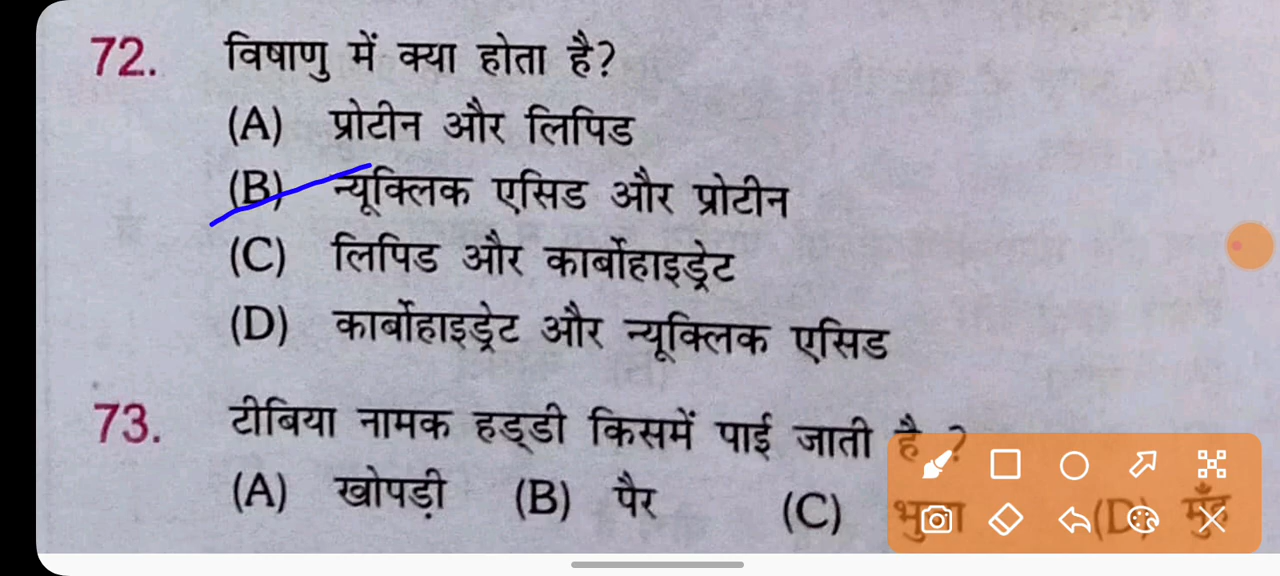 72. विषाणु में क्या होता है?
(A) प्रोटीन और लिपिड
(B) न्यूक्लिक एसिड और प्रोटीन
(C) लिपिड और कार्बोहाइड्रेट
(D) कार्बोहाइड्रेट और न्यूक्लिक एसिड
73. टीबिया नामक हड्डी किसमें पाई जाती है ?
(A) खोपड़ी (B) पैर (C) भुजा (D) मुँह